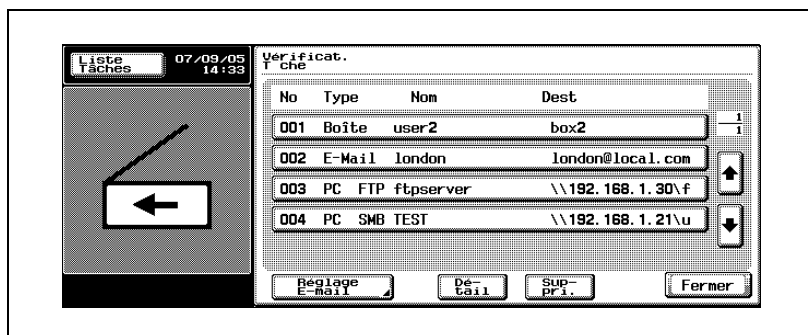 Liste
Tâches
07/09/05
14:33
Vérificat.
T che
No Type Nom Dest
001 Boîte user2 box2
002 E-Mail london london@local.com
003 PC FTP ftpserver \\192.168.1.30\f
004 PC SMB TEST \\192.168.1.21\u
1
1
Réglage
E-mail
Dé-
tail
Sup-
pri.
Fermer